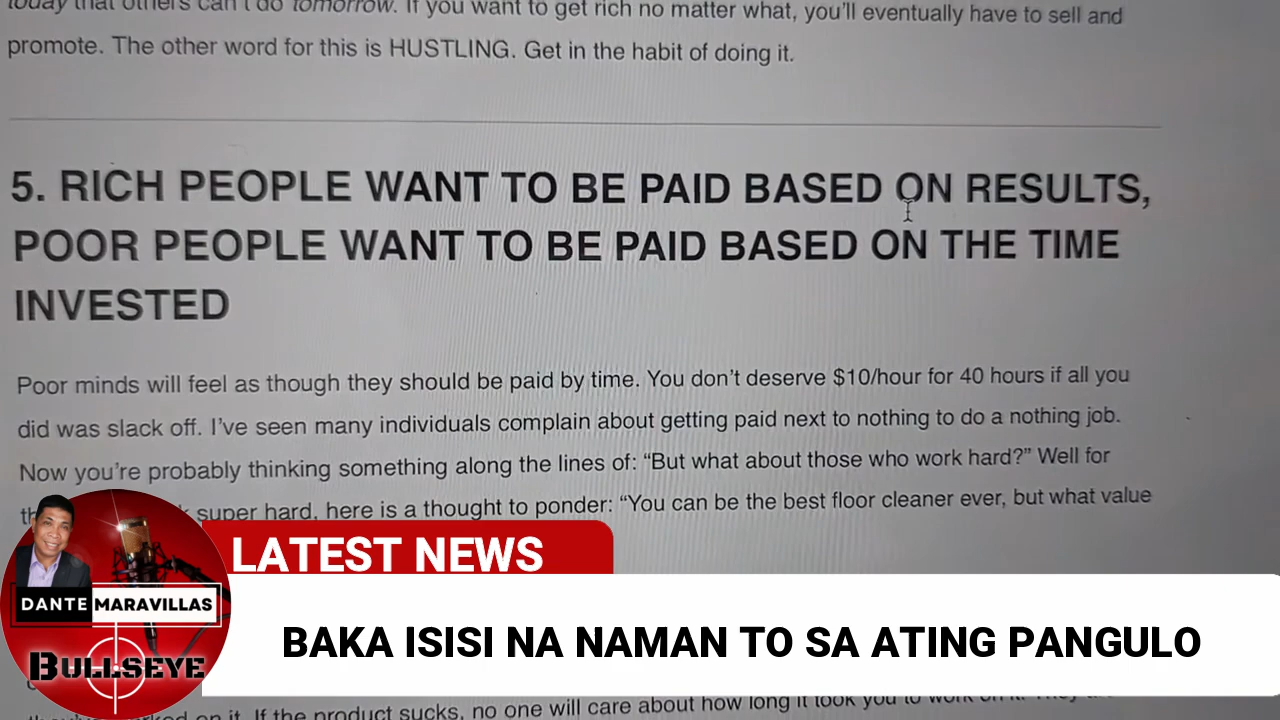 today that others can't do tomorrow. If you want to get rich no matter what, you'll eventually have to sell and
promote. The other word for this is HUSTLING. Get in the habit of doing it.
5. RICH PEOPLE WANT TO BE PAID BASED ON RESULTS,
POOR PEOPLE WANT TO BE PAID BASED ON THE TIME
INVESTED
Poor minds will feel as though they should be paid by time. You don't deserve $10/hour for 40 hours if all you
did was slack off. I've seen many individuals complain about getting paid next to nothing to do a nothing job.
Now you're probably thinking something along the lines of: “But what about those who work hard?” Well for
super hard, here is a thought to ponder: “You can be the best floor cleaner ever, but what value
LATEST NEWS
DANTE MARAVILLAS
BULLSEYE
BAKA ISISI NA NAMAN TO SA ATING PANGULO
on it. If the product sucks, no one will care about how long it took you to work on it.